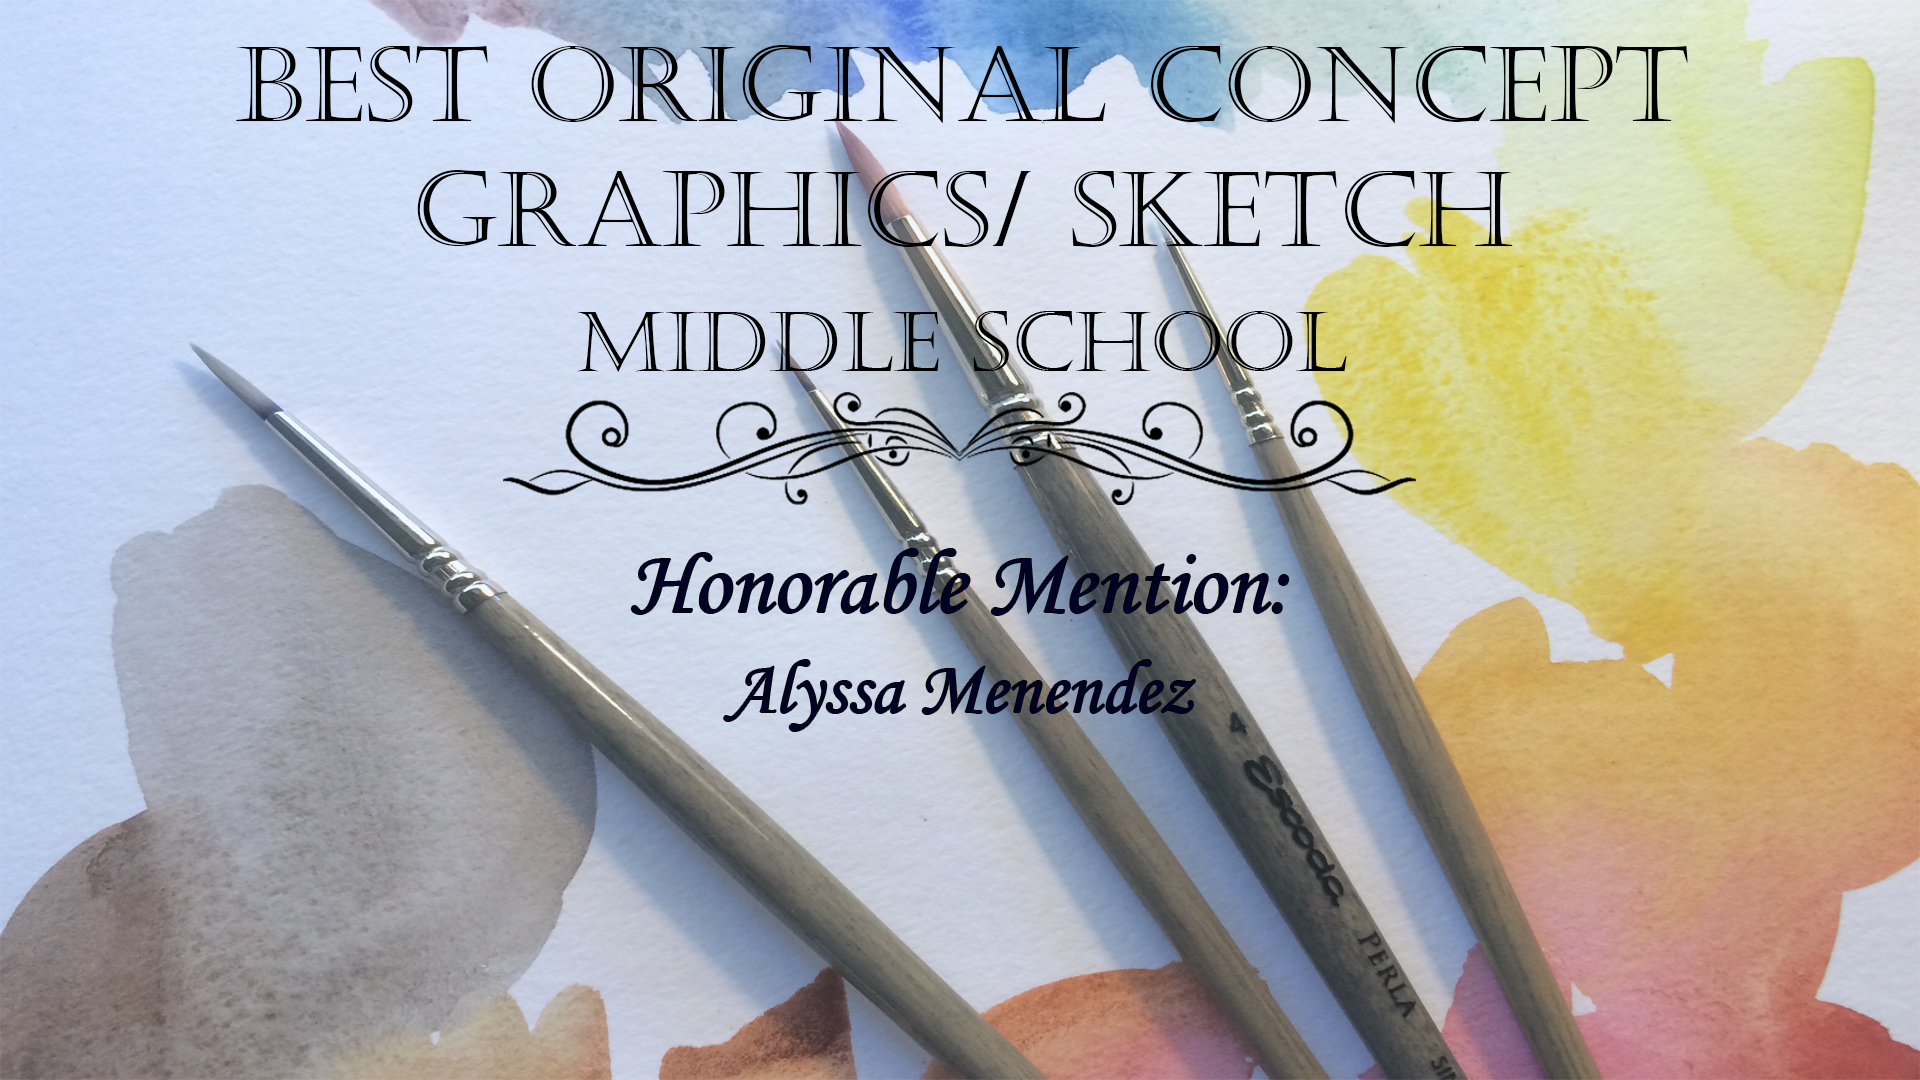 BEST ORIGINAL CONCEPT
GRAPHICS/ SKETCH
MIDDLE SCHOOL
Honorable Mention:
Alyssa Menendez
4 Escoda PERLA